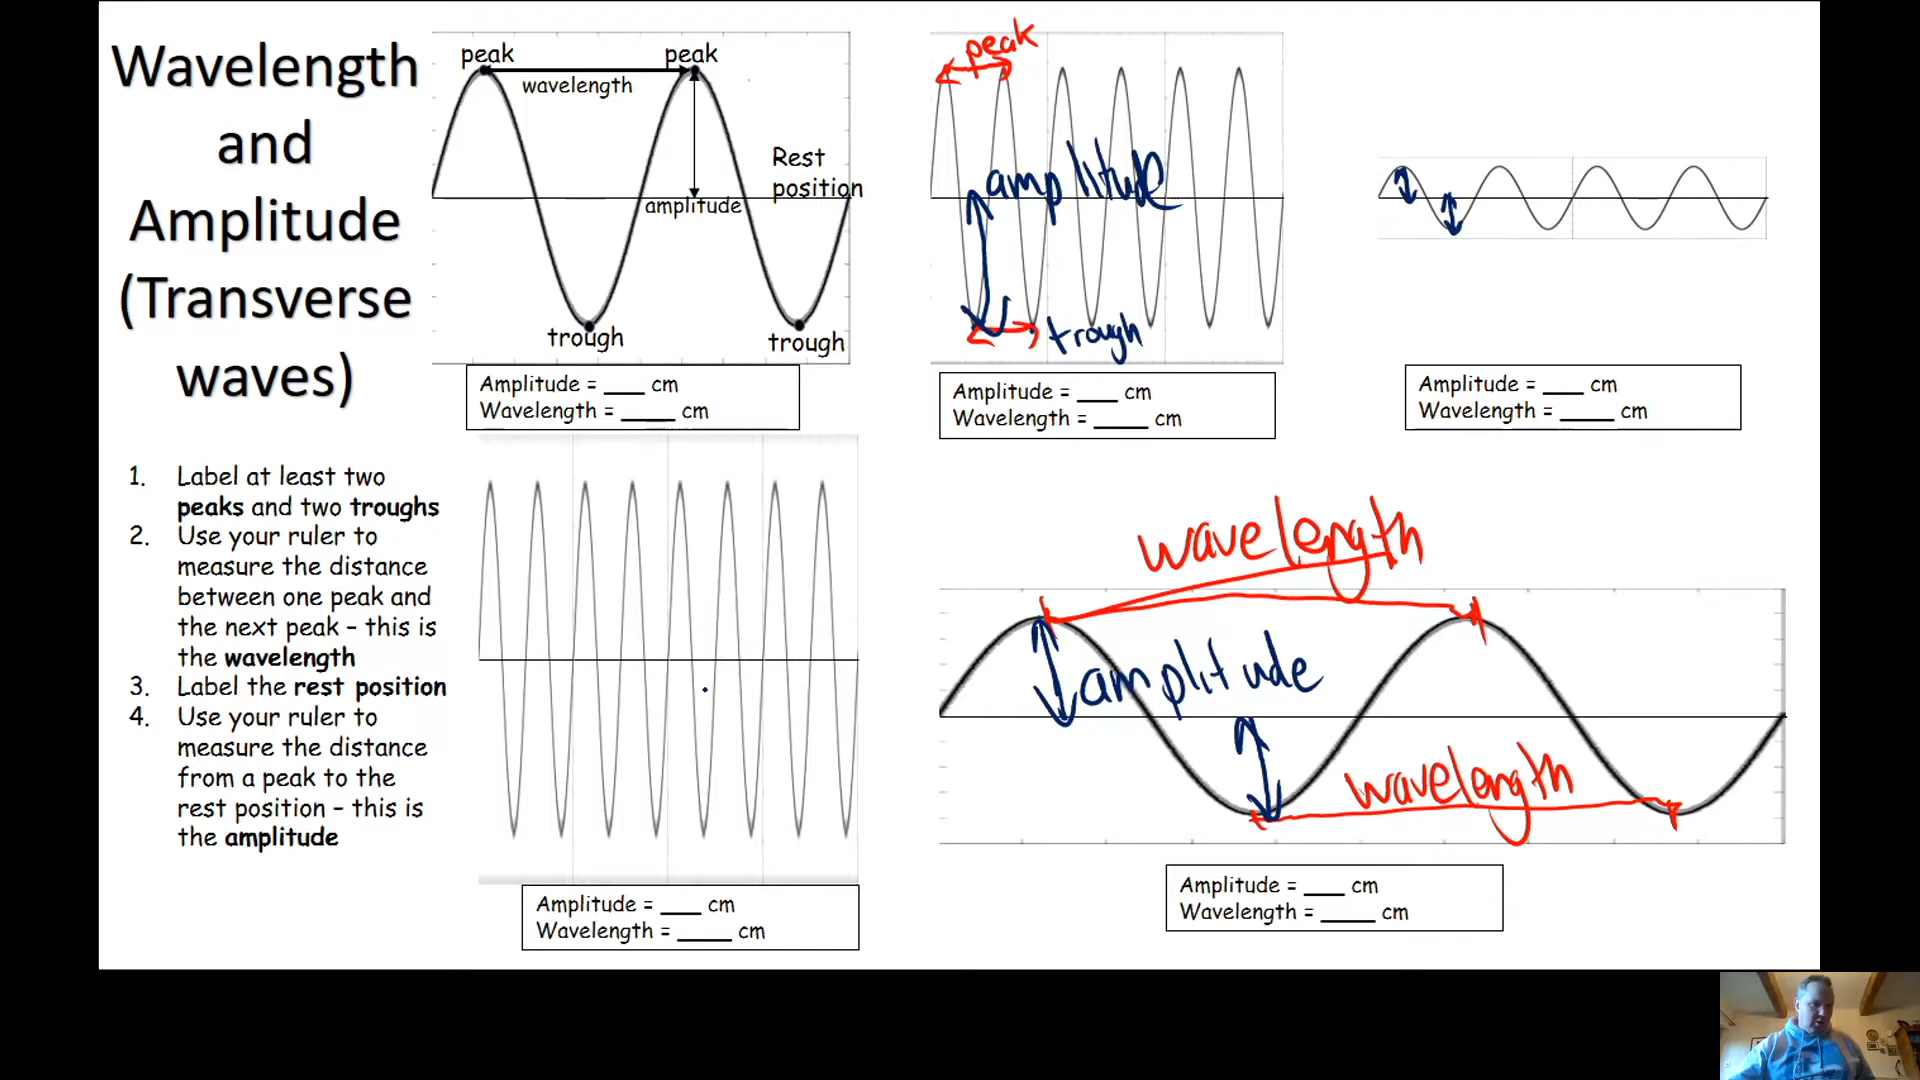 Wavelength
and
Amplitude
(Transverse
waves)
1. Label at least two
peaks and two troughs
2. Use your ruler to
measure the distance
between one peak and
the next peak – this is
the wavelength
3. Label the rest position
4. Use your ruler to
measure the distance
from a peak to the
rest position – this is
the amplitude
peak peak
wavelength
Rest
position
amplitude
trough trough
Amplitude = ___ cm
Wavelength = ____ cm
peak
amplitude
trough
Amplitude = ___ cm
Wavelength = ____ cm
Amplitude = ___ cm
Wavelength = ____ cm
Amplitude = ___ cm
Wavelength = ____ cm
wavelength
amplitude
wavelength
Amplitude = ___ cm
Wavelength = ____ cm